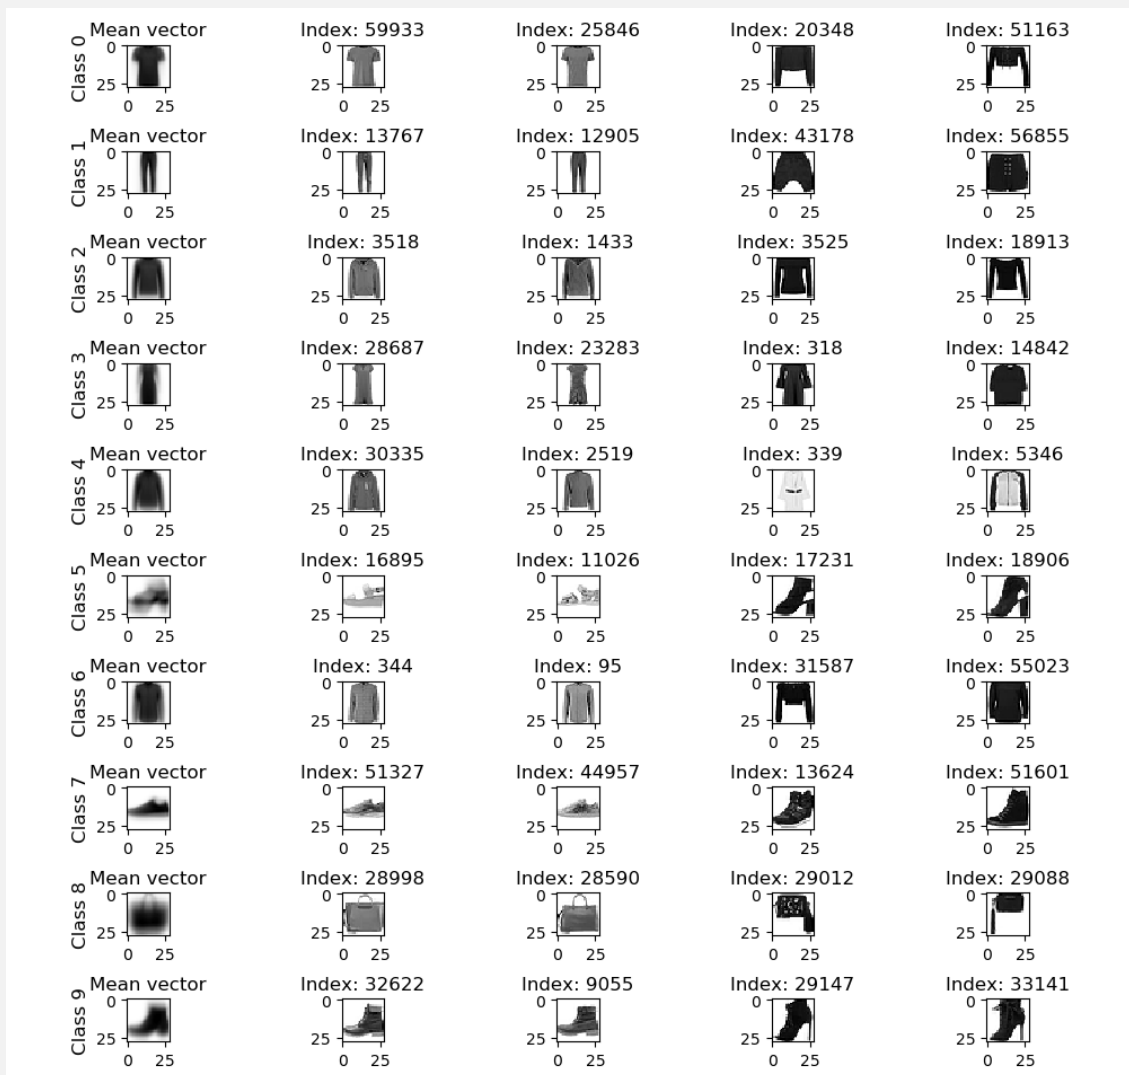 Mean vector Index: 59933 Index: 25846 Index: 20348 Index: 51163
Class 0
0 0 0 0 0
25 25 25 25 25
0 25 0 25 0 25 0 25 0 25
Mean vector Index: 13767 Index: 12905 Index: 43178 Index: 56855
Class 1
0 0 0 0 0
25 25 25 25 25
0 25 0 25 0 25 0 25 0 25
Mean vector Index: 3518 Index: 1433 Index: 3525 Index: 18913
Class 2
0 0 0 0 0
25 25 25 25 25
0 25 0 25 0 25 0 25 0 25
Mean vector Index: 28687 Index: 23283 Index: 318 Index: 14842
Class 3
0 0 0 0 0
25 25 25 25 25
0 25 0 25 0 25 0 25 0 25
Mean vector Index: 30335 Index: 2519 Index: 339 Index: 5346
Class 4
0 0 0 0 0
25 25 25 25 25
0 25 0 25 0 25 0 25 0 25
Mean vector Index: 16895 Index: 11026 Index: 17231 Index: 18906
Class 5
0 0 0 0 0
25 25 25 25 25
0 25 0 25 0 25 0 25 0 25
Mean vector Index: 344 Index: 95 Index: 31587 Index: 55023
Class 6
0 0 0 0 0
25 25 25 25 25
0 25 0 25 0 25 0 25 0 25
Mean vector Index: 51327 Index: 44957 Index: 13624 Index: 51601
Class 7
0 0 0 0 0
25 25 25 25 25
0 25 0 25 0 25 0 25 0 25
Mean vector Index: 28998 Index: 28590 Index: 29012 Index: 29088
Class 8
0 0 0 0 0
25 25 25 25 25
0 25 0 25 0 25 0 25 0 25
Mean vector Index: 32622 Index: 9055 Index: 29147 Index: 33141
Class 9
0 0 0 0 0
25 25 25 25 25
0 25 0 25 0 25 0 25 0 25